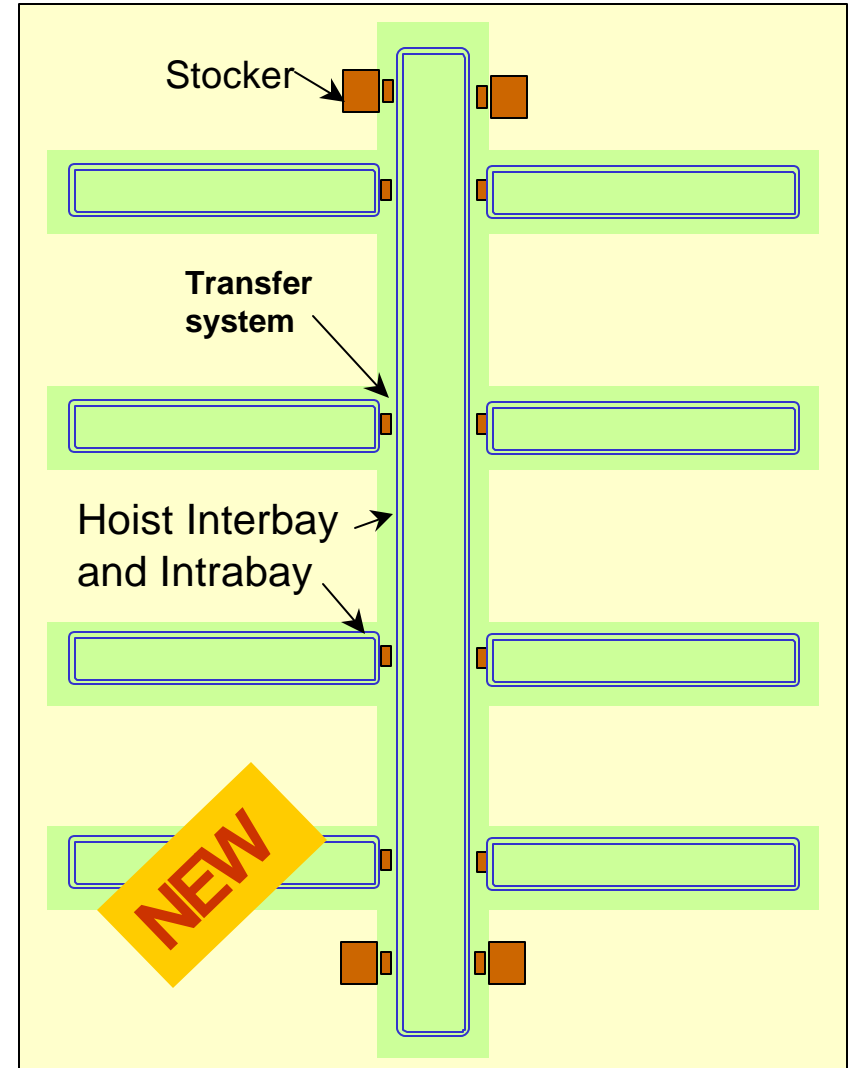 Stocker
Transfer
system
Hoist Interbay
and Intrabay
NEW